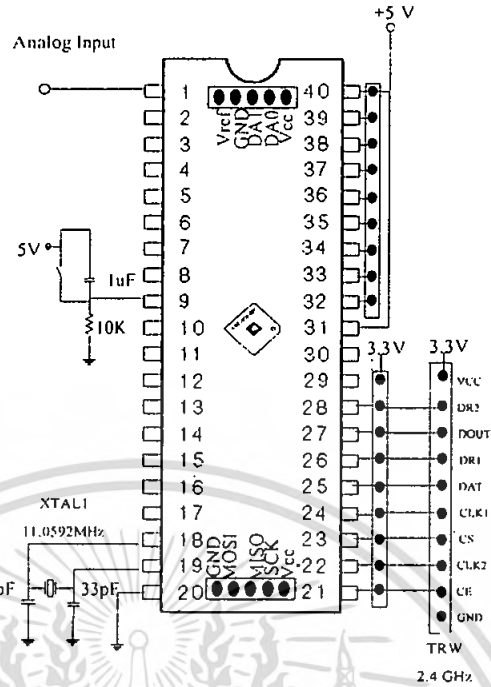 +5 V
Analog Input
Vref GND DA1 DA0 Vcc
1 40
2 39
3 38
4 37
5 36
6 35
7 34
8 33
9 32
10 31
11 30
12 29
13 28
14 27
15 26
16 25
17 24
18 23
19 22
20 21
5V
1uF
10K
XTAL1
11.0592MHz
pF
33pF
GND MOSI MISO SCK Vcc
3.3V 3.3V
VCC
DR2
DOUT
DR1
DAT
CLK1
CS
CLK2
CE
GND
TRW
2.4 GHz